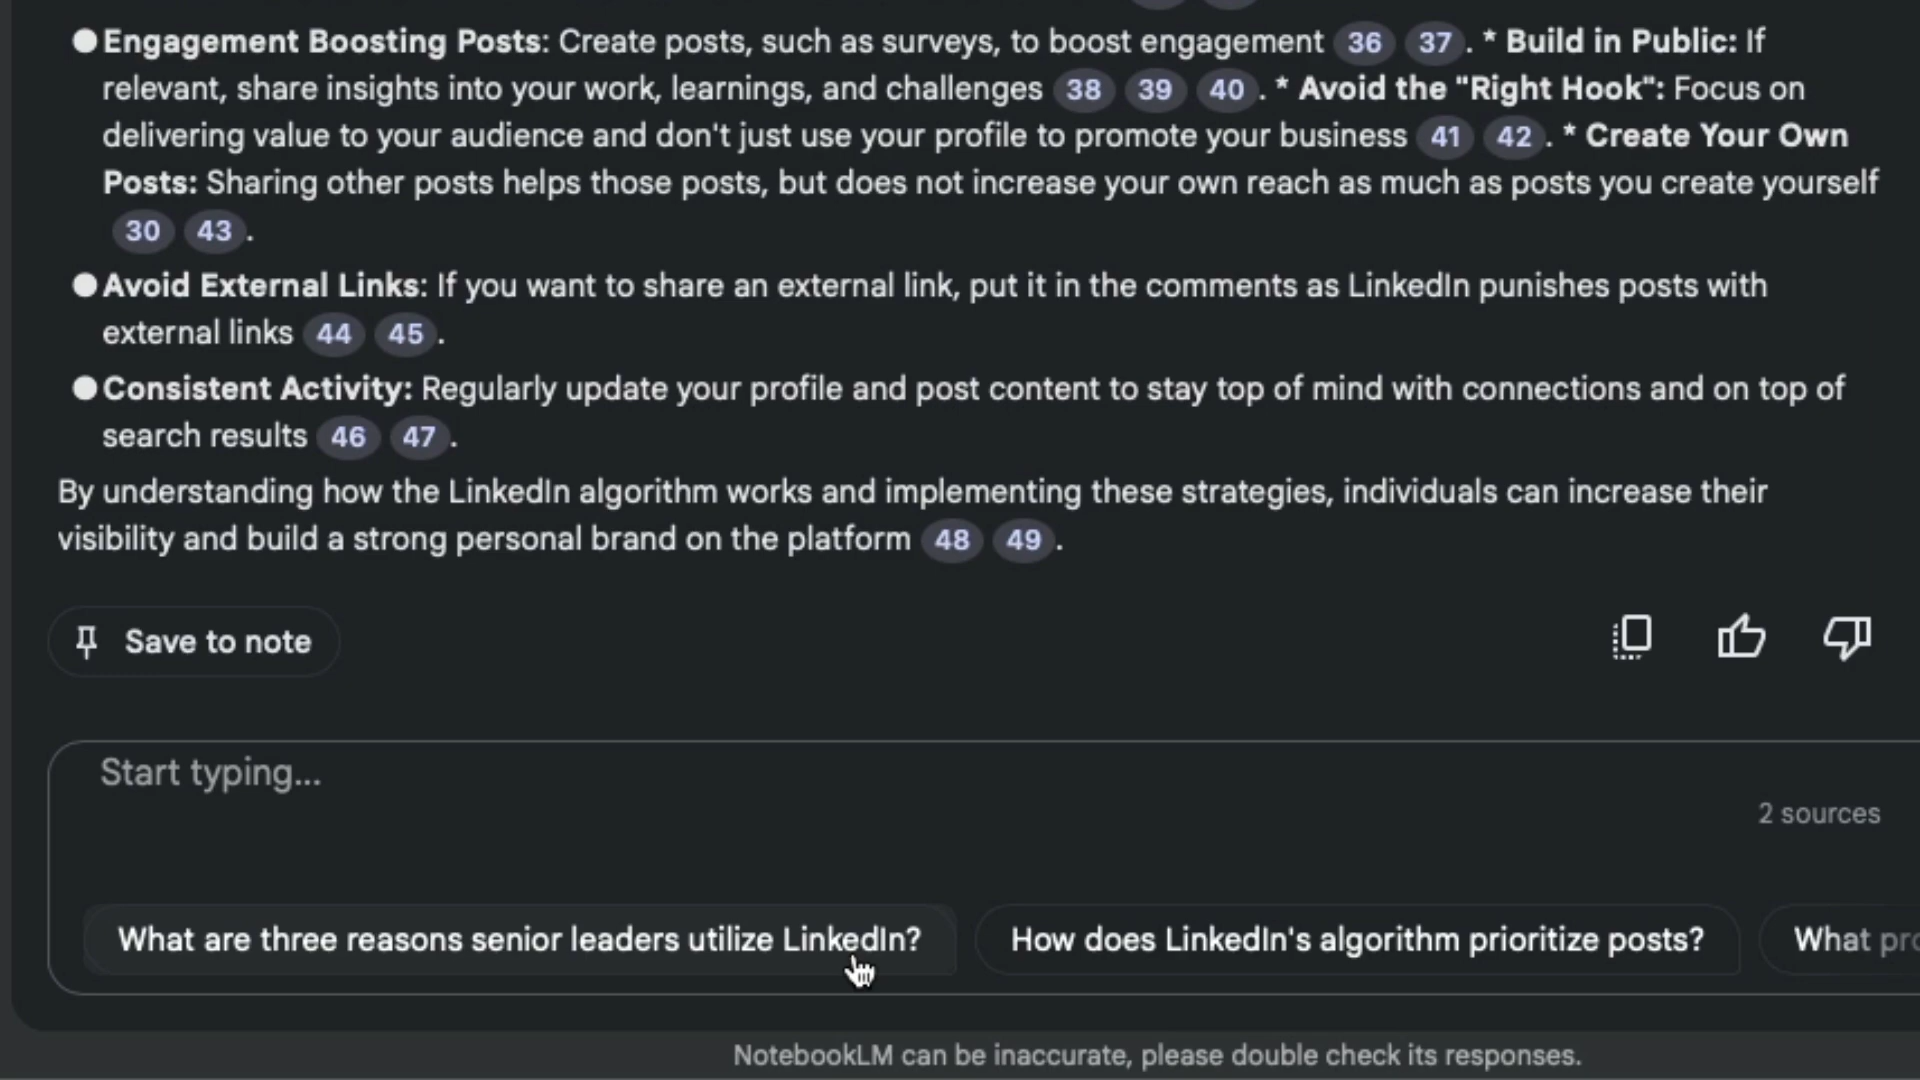 ●Engagement Boosting Posts: Create posts, such as surveys, to boost engagement 36 37. * Build in Public: If
relevant, share insights into your work, learnings, and challenges 38 39 40. * Avoid the "Right Hook": Focus on
delivering value to your audience and don't just use your profile to promote your business 41 42. * Create Your Own
Posts: Sharing other posts helps those posts, but does not increase your own reach as much as posts you create yourself
30 43.
●Avoid External Links: If you want to share an external link, put it in the comments as LinkedIn punishes posts with
external links 44 45.
●Consistent Activity: Regularly update your profile and post content to stay top of mind with connections and on top of
search results 46 47.
By understanding how the LinkedIn algorithm works and implementing these strategies, individuals can increase their
visibility and build a strong personal brand on the platform 48 49.
Save to note
Start typing...
2 sources
What are three reasons senior leaders utilize LinkedIn? How does LinkedIn's algorithm prioritize posts? What
NotebookLM can be inaccurate, please double check its responses.